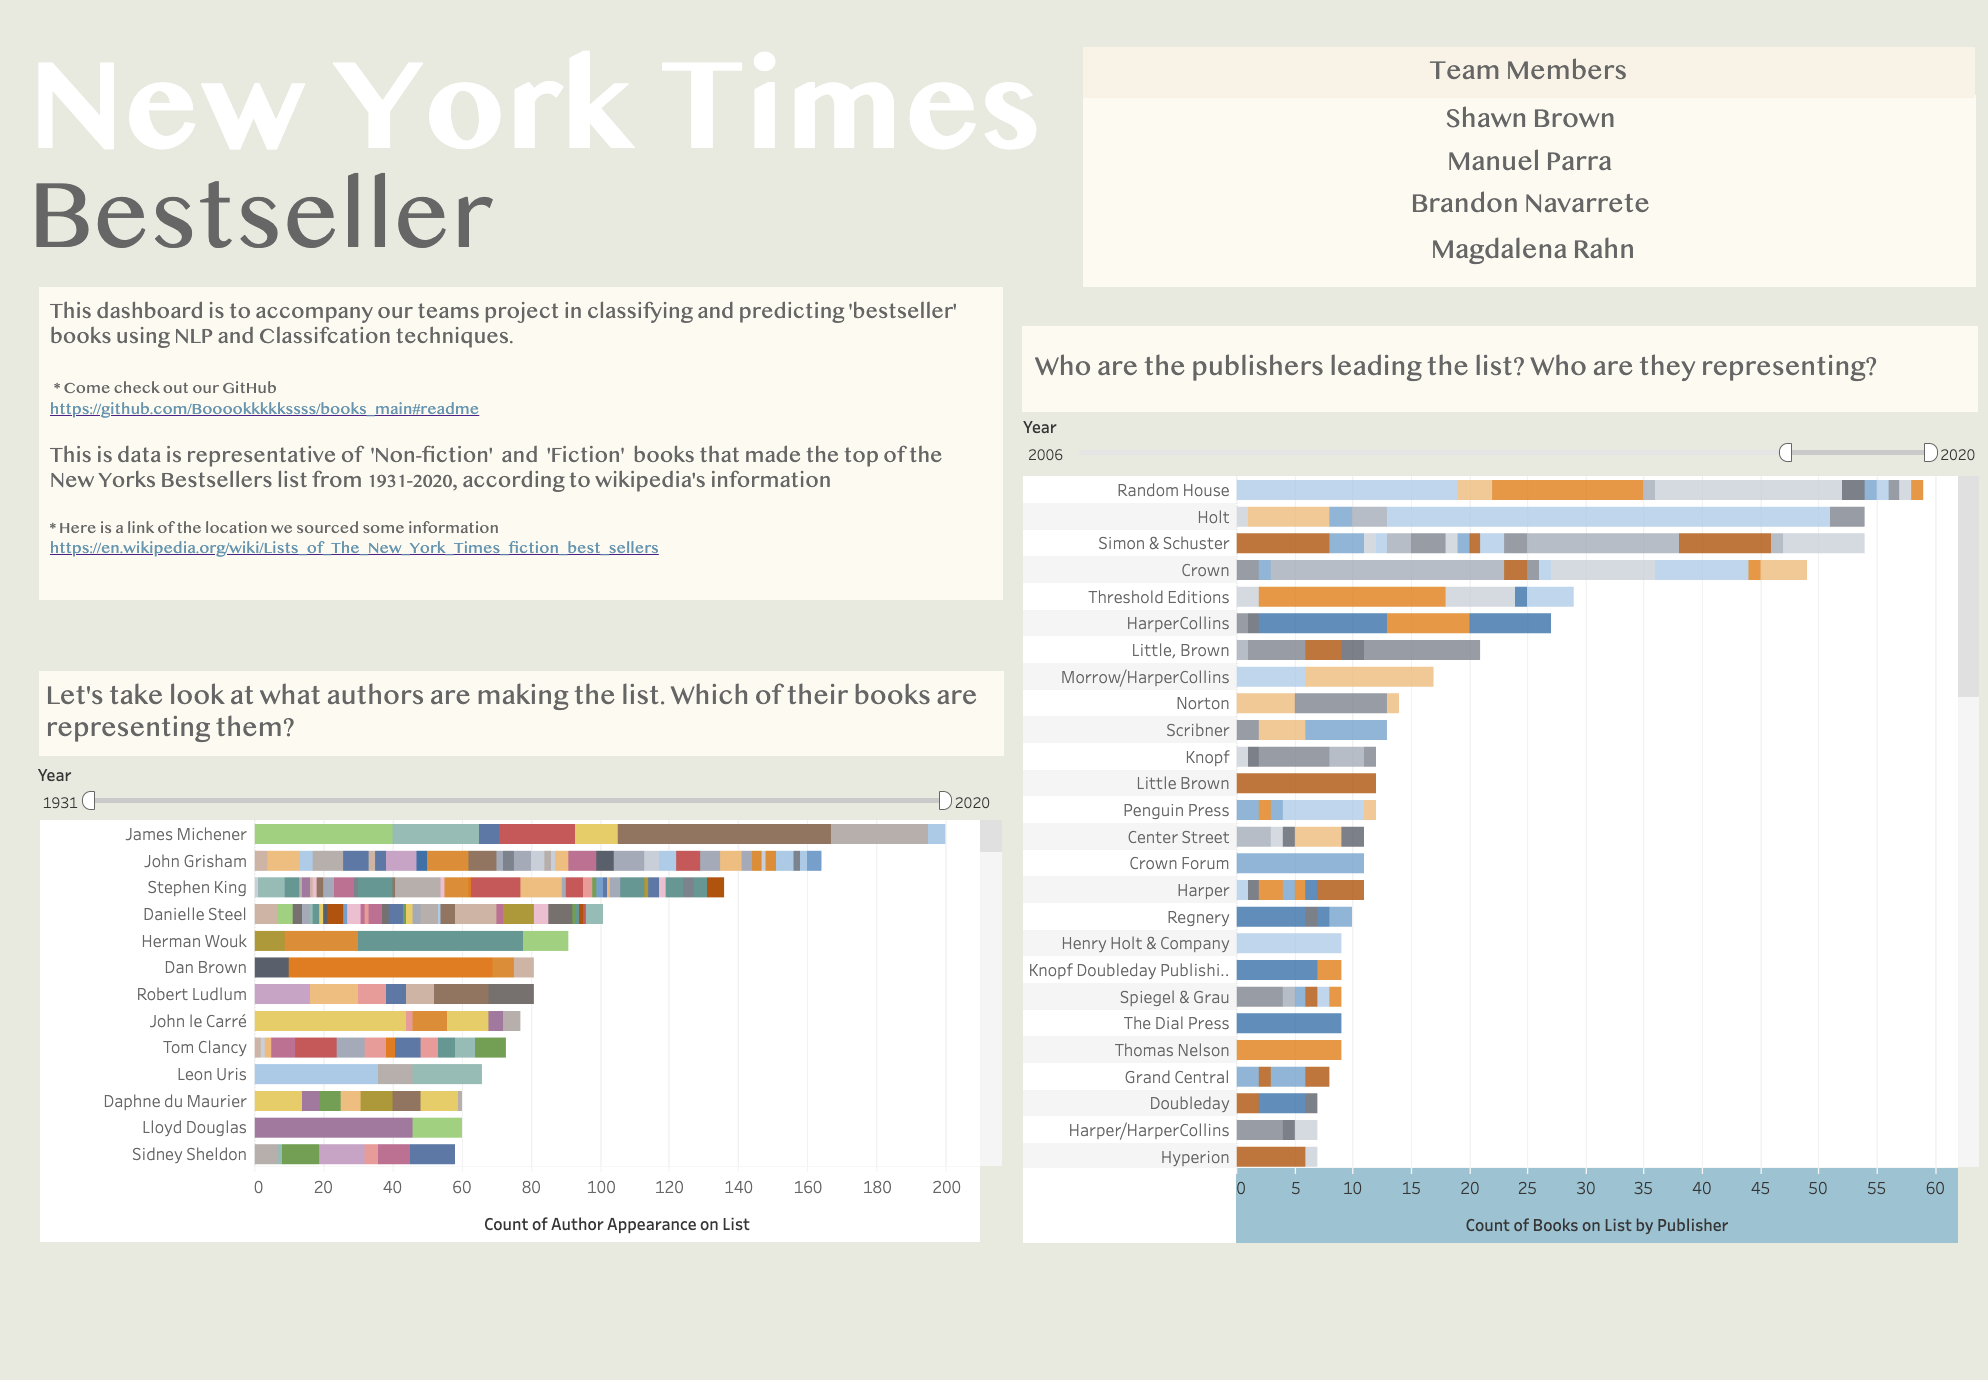 New York Times
Bestseller
Team Members
Shawn Brown
Manuel Parra
Brandon Navarrete
Magdalena Rahn
This dashboard is to accompany our teams project in classifying and predicting 'bestseller'
books using NLP and Classifcation techniques.
* Come check out our GitHub
https://github.com/Booookkkkkssss/books_main#readme
This is data is representative of 'Non-fiction' and 'Fiction' books that made the top of the
New Yorks Bestsellers list from 1931-2020, according to wikipedia's information
* Here is a link of the location we sourced some information
https://en.wikipedia.org/wiki/Lists_of_The_New_York_Times_fiction_best_sellers
Let's take look at what authors are making the list. Which of their books are
representing them?
Year
1931 2020
James Michener
John Grisham
Stephen King
Danielle Steel
Herman Wouk
Dan Brown
Robert Ludlum
John le Carré
Tom Clancy
Leon Uris
Daphne du Maurier
Lloyd Douglas
Sidney Sheldon
0 20 40 60 80 100 120 140 160 180 200
Count of Author Appearance on List
Who are the publishers leading the list? Who are they representing?
Year
2006 2020
Random House
Holt
Simon & Schuster
Crown
Threshold Editions
HarperCollins
Little, Brown
Morrow/HarperCollins
Norton
Scribner
Knopf
Little Brown
Penguin Press
Center Street
Crown Forum
Harper
Regnery
Henry Holt & Company
Knopf Doubleday Publishi..
Spiegel & Grau
The Dial Press
Thomas Nelson
Grand Central
Doubleday
Harper/HarperCollins
Hyperion
0 5 10 15 20 25 30 35 40 45 50 55 60
Count of Books on List by Publisher